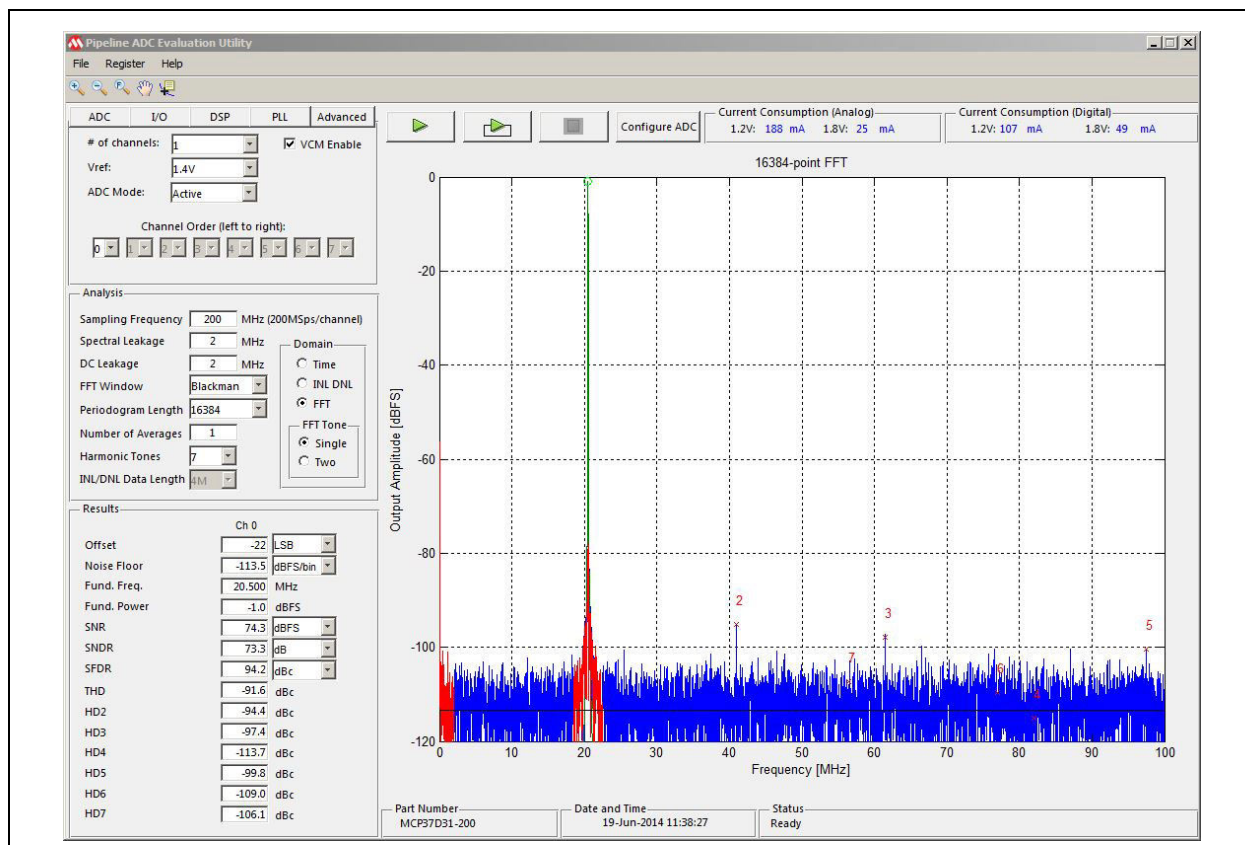 Pipeline ADC Evaluation Utility
File Register Help
ADC I/O DSP PLL Advanced
# of channels: 1 VCM Enable
Vref: 1.4V
ADC Mode: Active
Channel Order (left to right):
0 1 2 3 4 5 6 7
Configure ADC
Current Consumption (Analog)
1.2V: 188 mA 1.8V: 25 mA
Current Consumption (Digital)
1.2V: 107 mA 1.8V: 49 mA
Analysis
Sampling Frequency 200 MHz (200MSps/channel)
Spectral Leakage 2 MHz
DC Leakage 2 MHz
FFT Window Blackman
Periodogram Length 16384
Number of Averages 1
Harmonic Tones 7
INL/DNL Data Length 4M
Domain
Time
INL DNL
FFT
FFT Tone
Single
Two
Results
Ch 0
Offset -22 LSB
Noise Floor -113.5 dBFS/bin
Fund. Freq. 20.500 MHz
Fund. Power -1.0 dBFS
SNR 74.3 dBFS
SNDR 73.3 dB
SFDR 94.2 dBc
THD -91.6 dBc
HD2 -94.4 dBc
HD3 -97.4 dBc
HD4 -113.7 dBc
HD5 -99.8 dBc
HD6 -109.0 dBc
HD7 -106.1 dBc
16384-point FFT
Output Amplitude [dBFS]
0
-20
-40
-60
-80
-100
-120
2
3
5
7
6
4
0 10 20 30 40 50 60 70 80 90 100
Frequency [MHz]
Part Number
MCP37D31-200
Date and Time
19-Jun-2014 11:38:27
Status
Ready